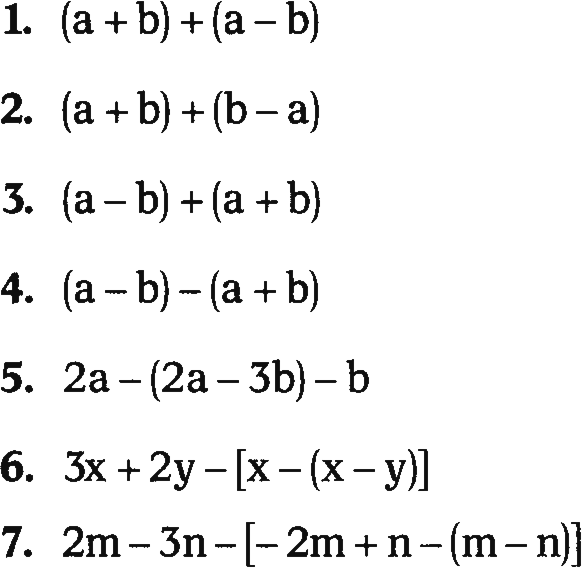 1. (a + b) + (a – b)
2. (a + b) + (b – a)
3. (a – b) + (a + b)
4. (a – b) – (a + b)
5. 2a – (2a – 3b) – b
6. 3x + 2y – [x – (x – y)]
7. 2m – 3n – [– 2m + n – (m – n)]